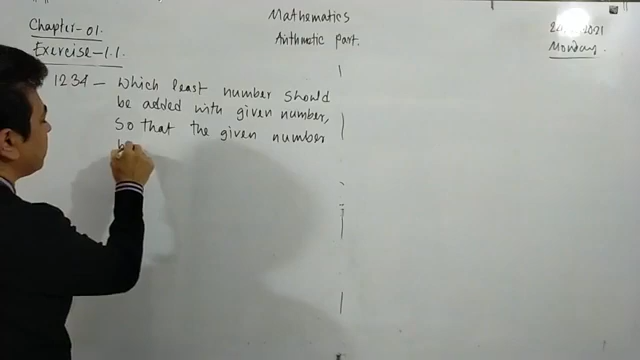 Mathematics
Arithmetic part.
Chapter-01.
Exercise-1.1.
2021
Monday.
1234 - Which least number should
be added with given number,
So that the given number